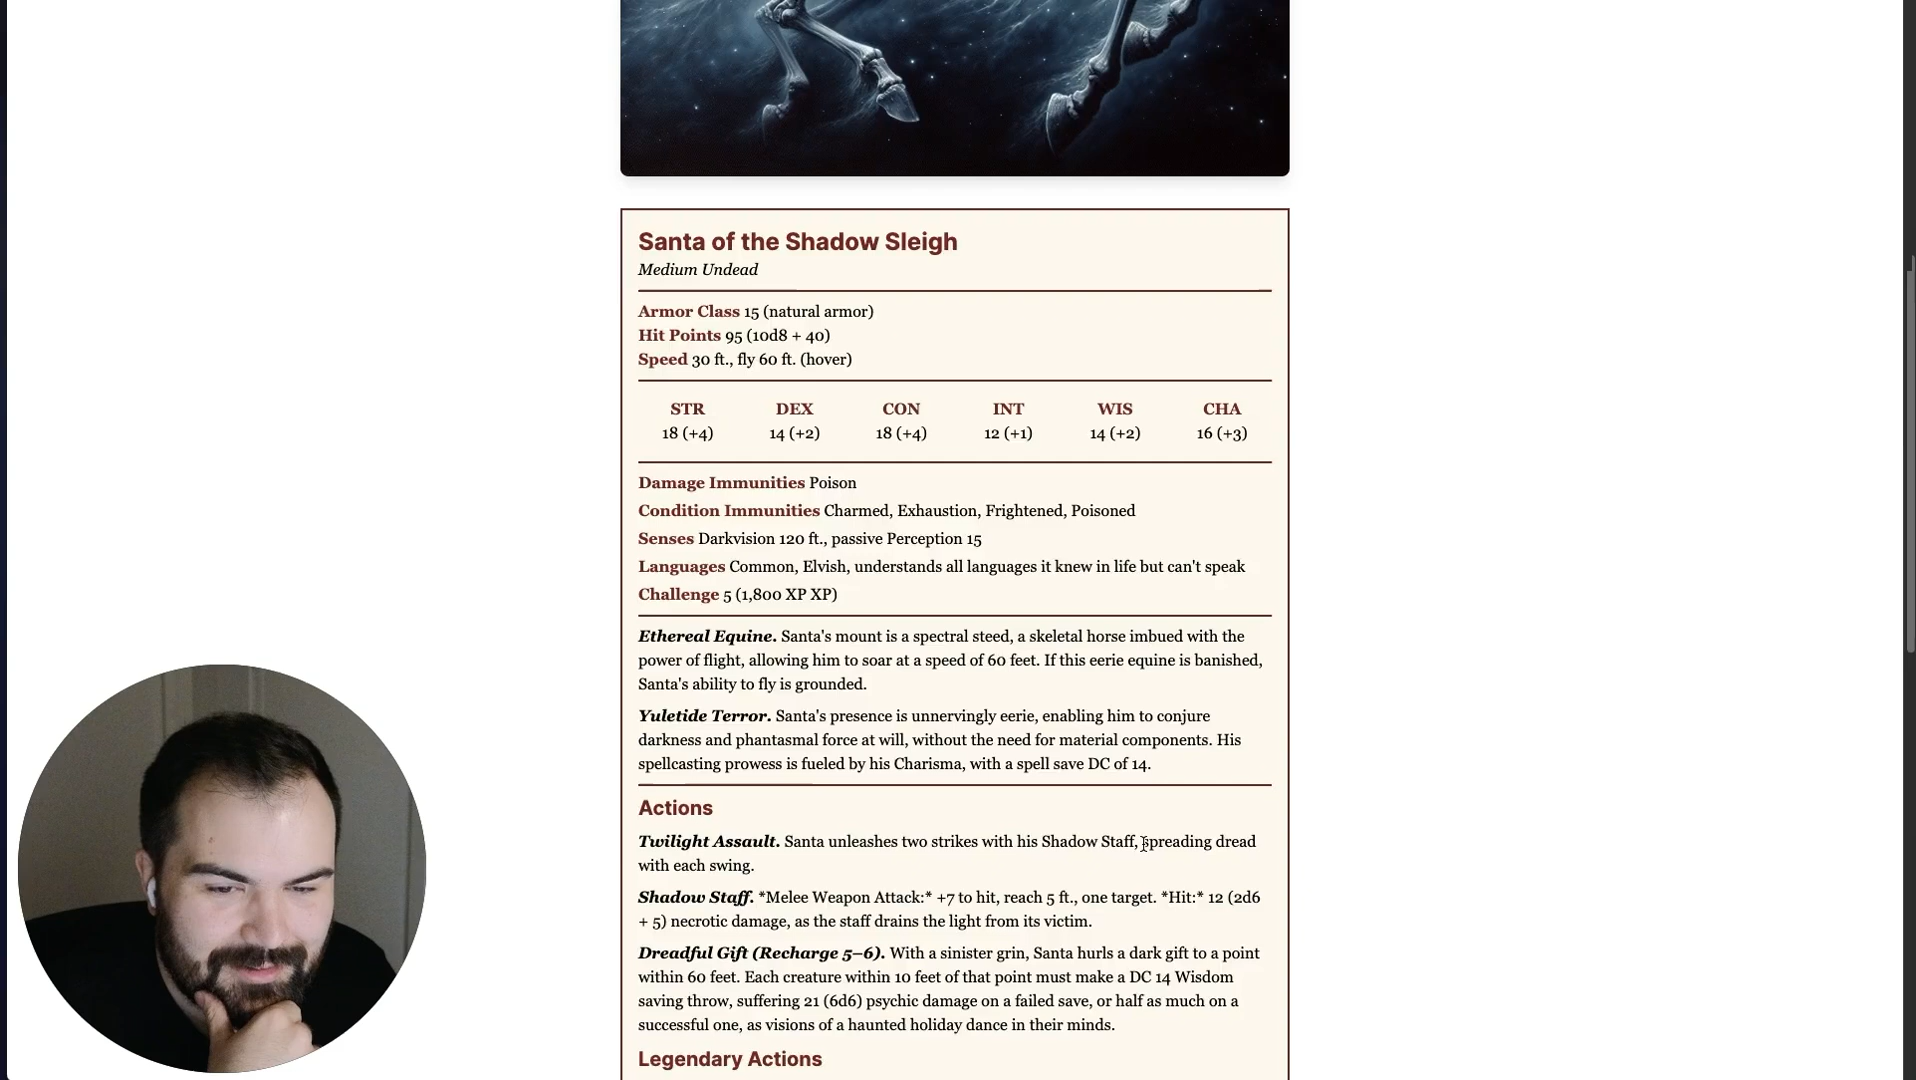 Santa of the Shadow Sleigh
Medium Undead
Armor Class 15 (natural armor)
Hit Points 95 (10d8 + 40)
Speed 30 ft., fly 60 ft. (hover)
STR DEX CON INT WIS CHA
18 (+4) 14 (+2) 18 (+4) 12 (+1) 14 (+2) 16 (+3)
Damage Immunities Poison
Condition Immunities Charmed, Exhaustion, Frightened, Poisoned
Senses Darkvision 120 ft., passive Perception 15
Languages Common, Elvish, understands all languages it knew in life but can't speak
Challenge 5 (1,800 XP XP)
Ethereal Equine. Santa's mount is a spectral steed, a skeletal horse imbued with the
power of flight, allowing him to soar at a speed of 60 feet. If this eerie equine is banished,
Santa's ability to fly is grounded.
Yuletide Terror. Santa's presence is unnervingly eerie, enabling him to conjure
darkness and phantasmal force at will, without the need for material components. His
spellcasting prowess is fueled by his Charisma, with a spell save DC of 14.
Actions
Twilight Assault. Santa unleashes two strikes with his Shadow Staff, spreading dread
with each swing.
Shadow Staff. *Melee Weapon Attack:* +7 to hit, reach 5 ft., one target. *Hit:* 12 (2d6
+ 5) necrotic damage, as the staff drains the light from its victim.
Dreadful Gift (Recharge 5–6). With a sinister grin, Santa hurls a dark gift to a point
within 60 feet. Each creature within 10 feet of that point must make a DC 14 Wisdom
saving throw, suffering 21 (6d6) psychic damage on a failed save, or half as much on a
successful one, as visions of a haunted holiday dance in their minds.
Legendary Actions